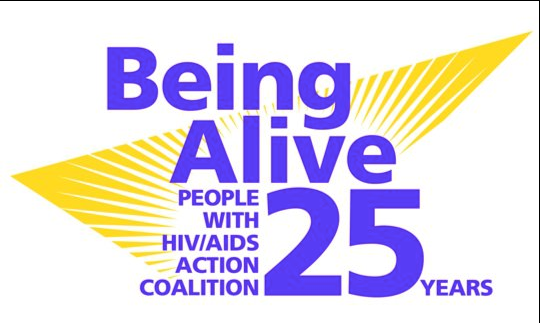 Being
Alive
PEOPLE
WITH
HIV/AIDS
ACTION
COALITION
25 YEARS